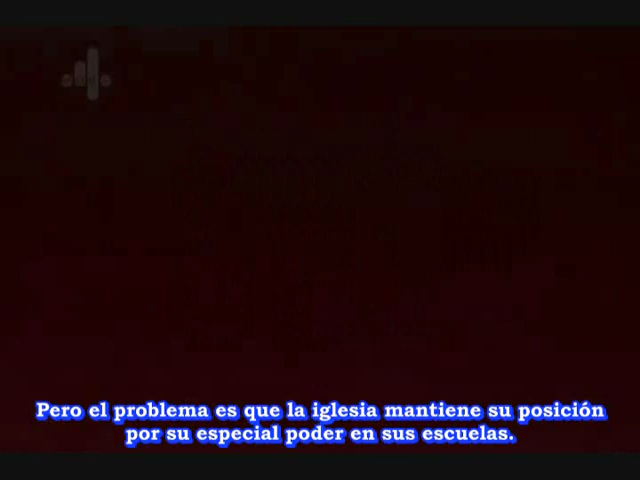 Pero el problema es que la iglesia mantiene su posición
por su especial poder en sus escuelas.